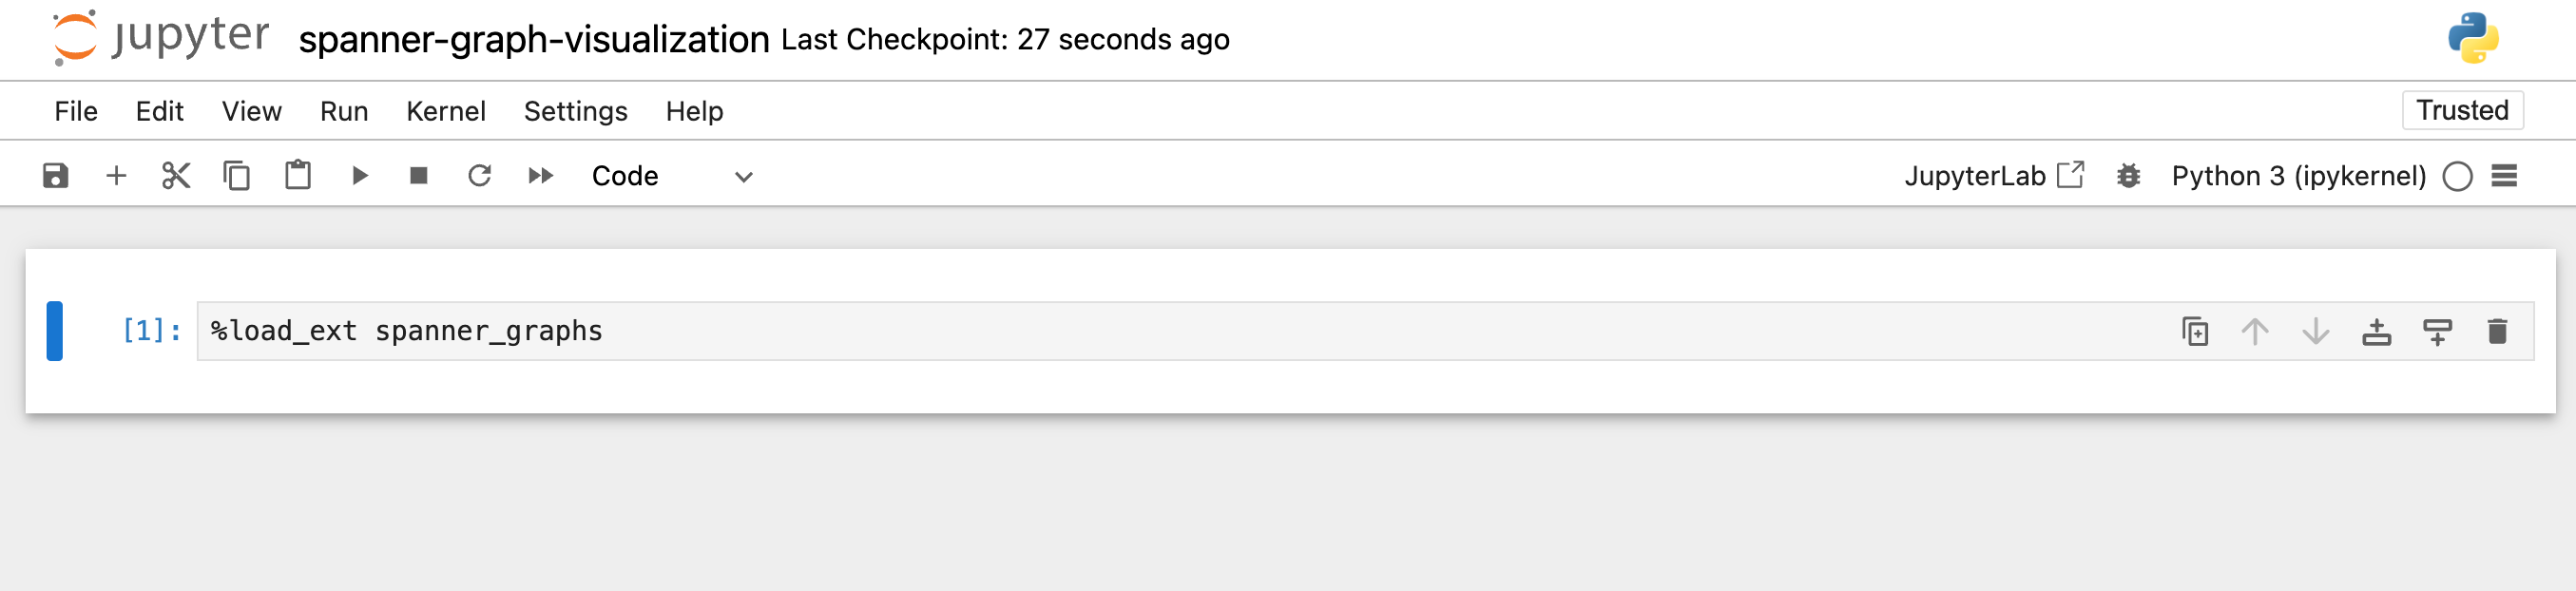 jupyter spanner-graph-visualization Last Checkpoint: 27 seconds ago
File Edit View Run Kernel Settings Help Trusted
Code JupyterLab Python 3 (ipykernel)
[1]: %load_ext spanner_graphs